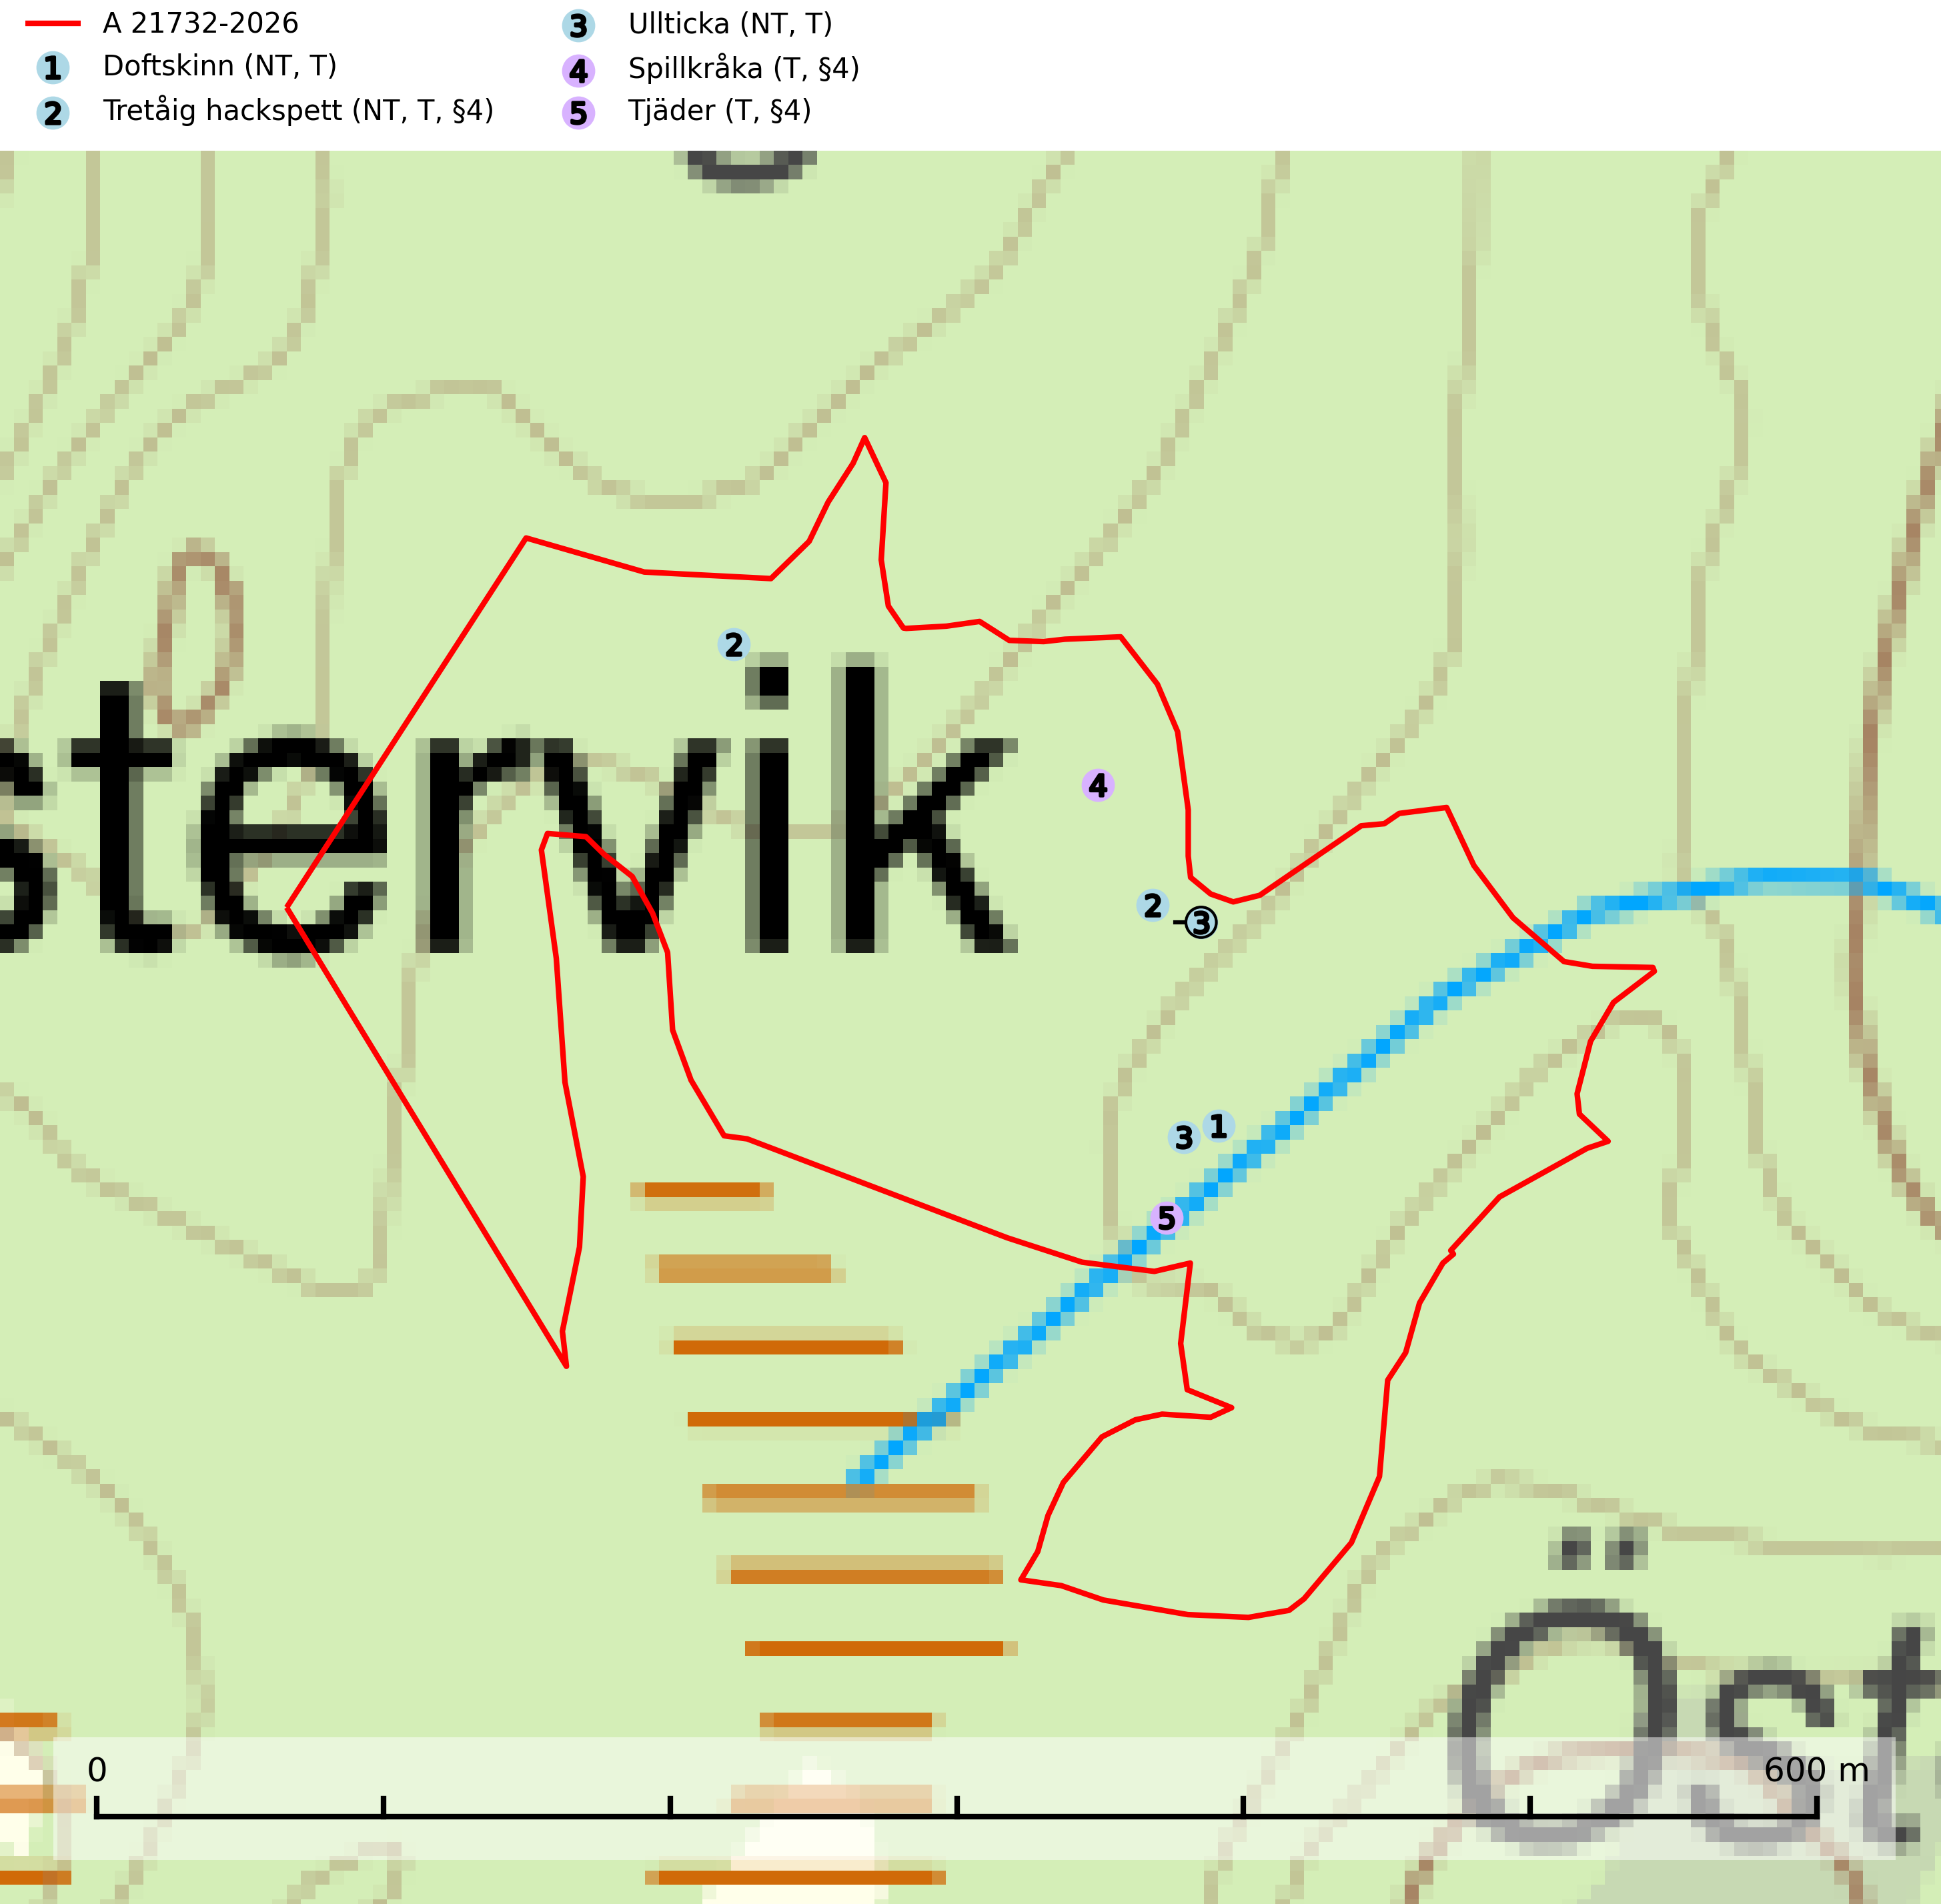 A 21732-2026
1 Doftskinn (NT, T)
2 Tretåig hackspett (NT, T, §4)
3 Ullticka (NT, T)
4 Spillkråka (T, §4)
5 Tjäder (T, §4)
2
stervik
4
2 3
3 1
5
Öst
0 600 m